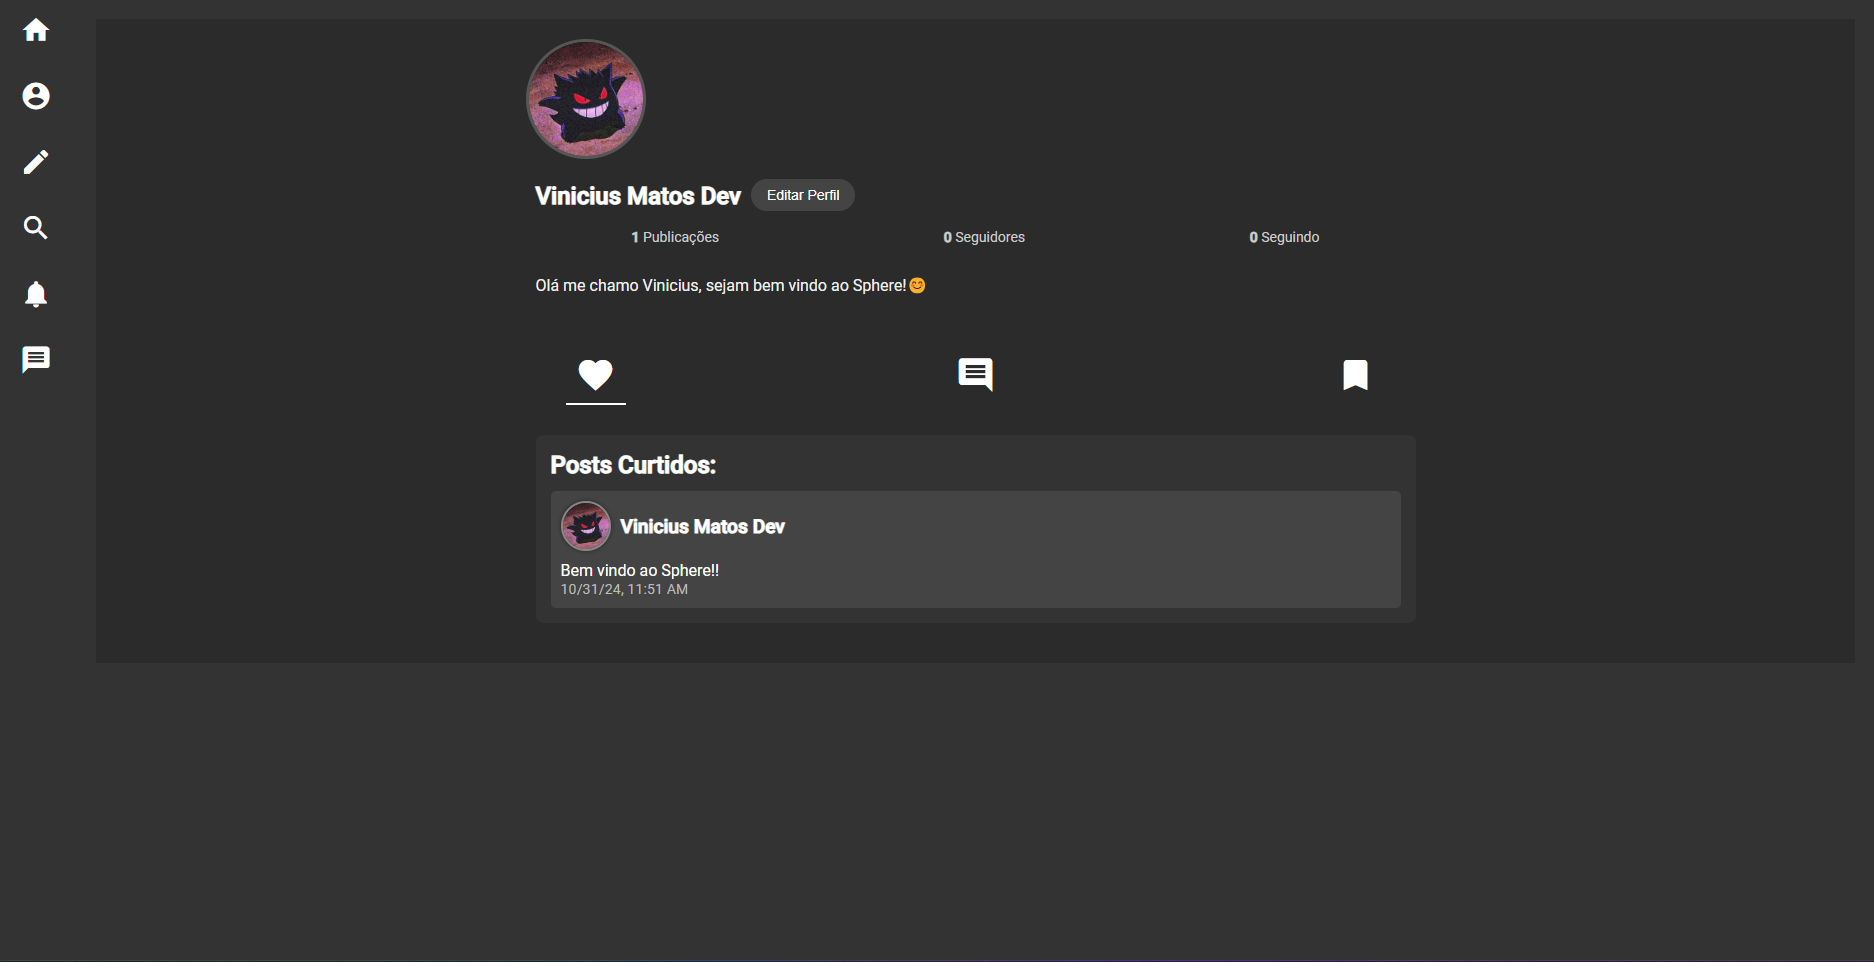 Vinicius Matos Dev Editar Perfil
1 Publicações 0 Seguidores 0 Seguindo
Olá me chamo Vinicius, sejam bem vindo ao Sphere!😊
Posts Curtidos:
Vinicius Matos Dev
Bem vindo ao Sphere!!
10/31/24, 11:51 AM